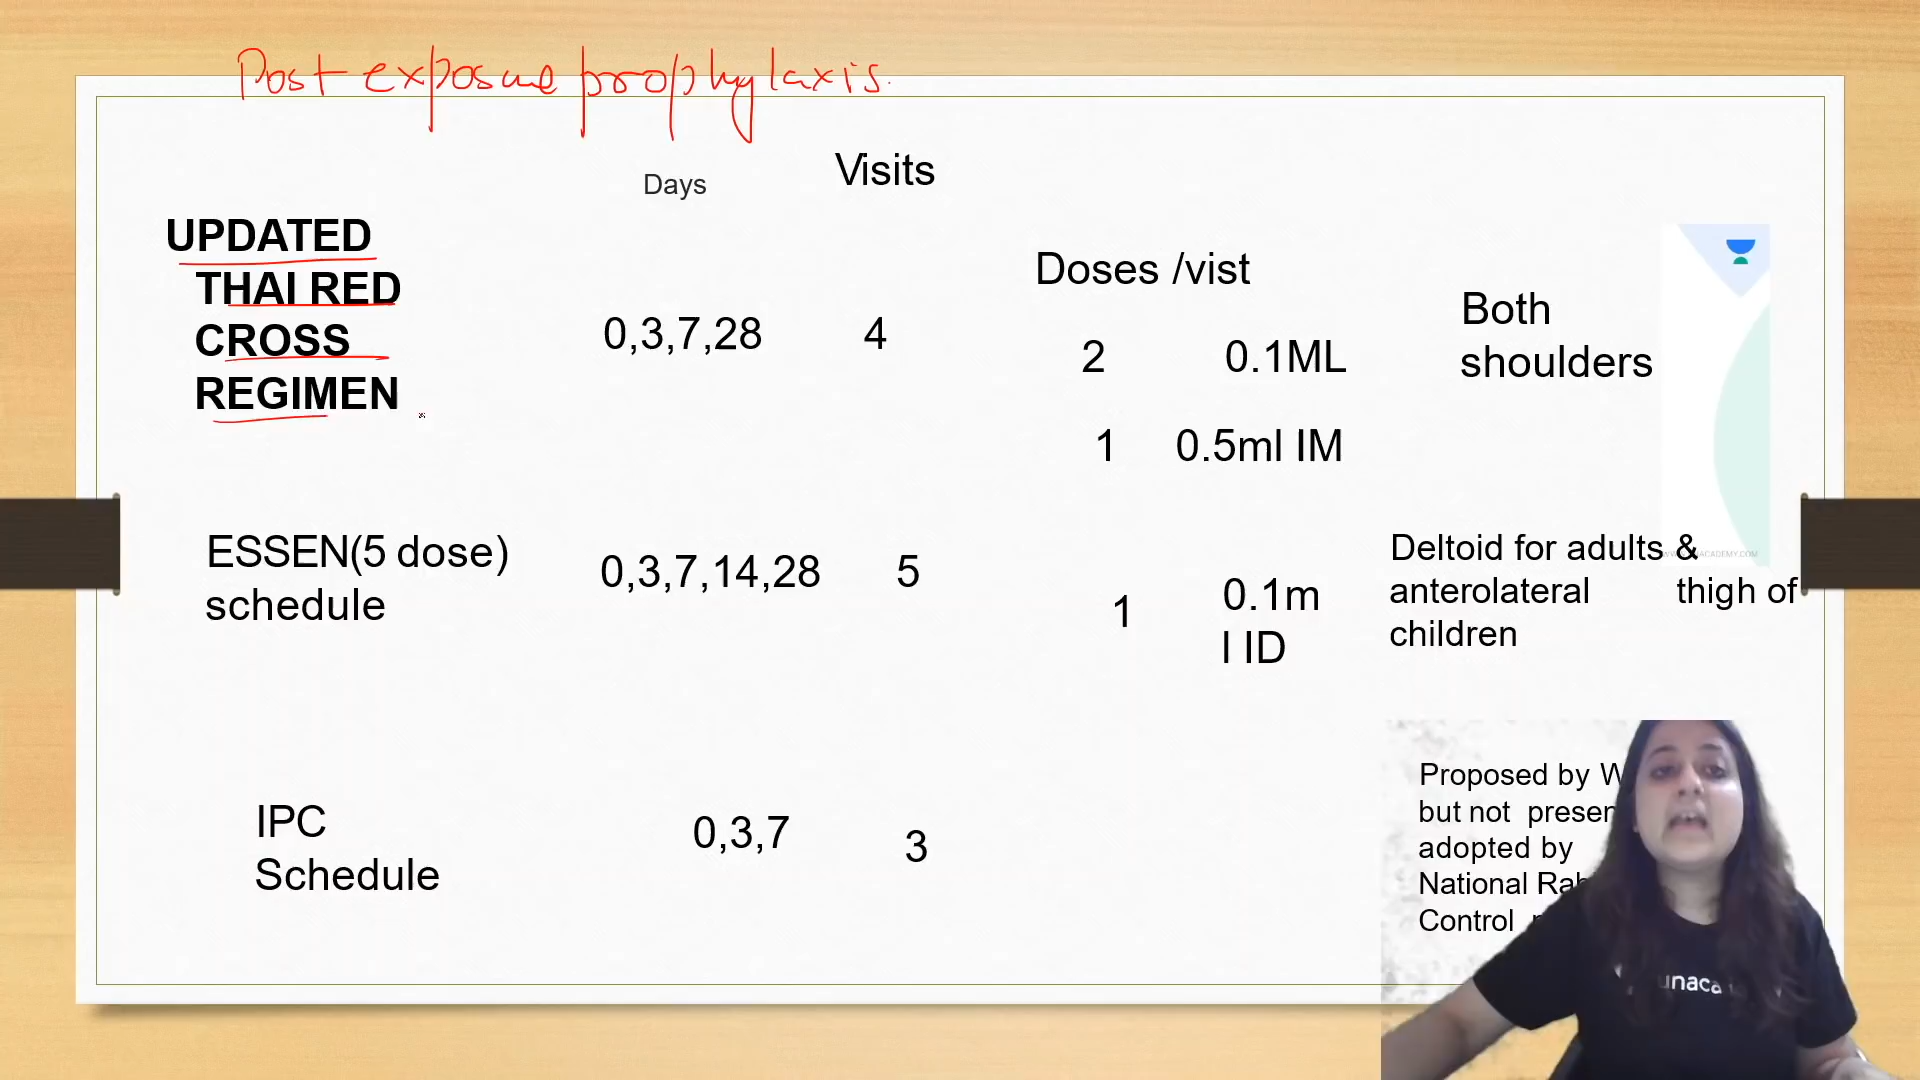 Post exposure prophylaxis.
Days
Visits
UPDATED
THAI RED
CROSS
REGIMEN
0,3,7,28
4
Doses /vist
2
0.1ML
Both
shoulders
1
0.5ml IM
ESSEN(5 dose)
schedule
0,3,7,14,28
5
1
0.1m
l ID
Deltoid for adults &
anterolateral thigh of
children
IPC
Schedule
0,3,7
3
Proposed by
but not
adopted by
National
Control